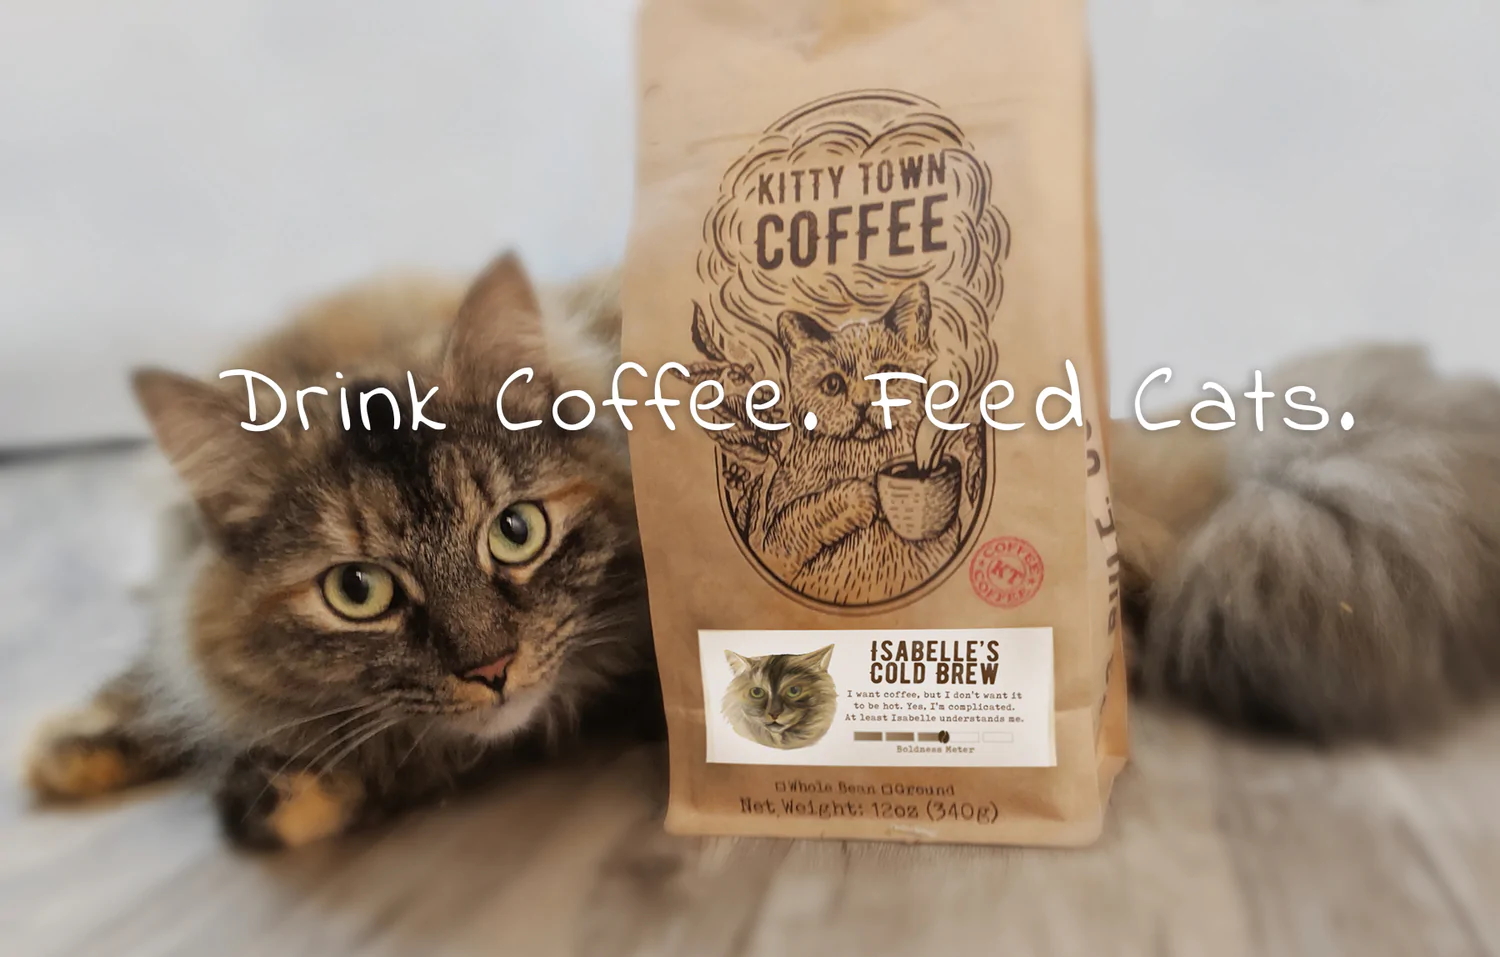 KITTY TOWN
COFFEE
Drink Coffee. Feed Cats.
COFFEE
KT
COFFEE
ISABELLE'S
COLD BREW
I want coffee, but I don't want it
to be hot. Yes, I'm complicated.
At least Isabelle understands me.
Boldness Meter
Whole Bean Ground
Net Weight: 12oz (340g)